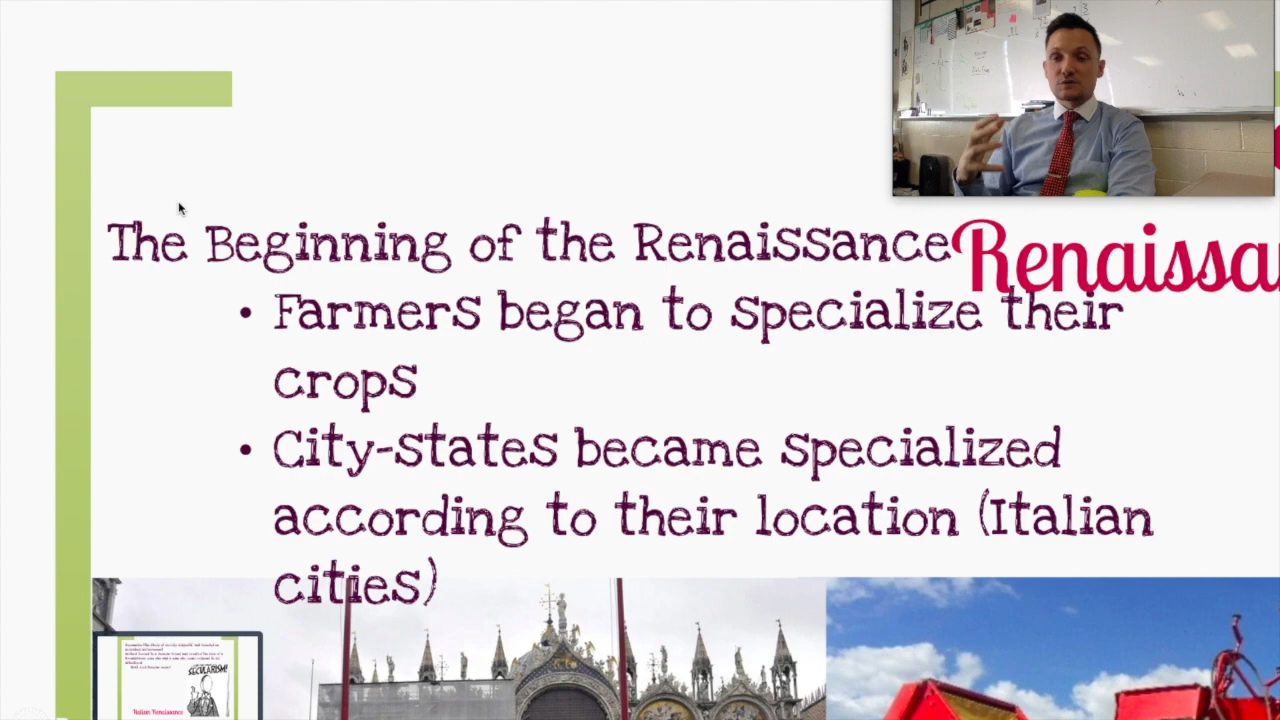 The Beginning of the Renaissance
Renaissa
• Farmers began to specialize their
crops
• City-states became specialized
according to their location (Italian
cities)
SECULARISM!
Italian Renaissance